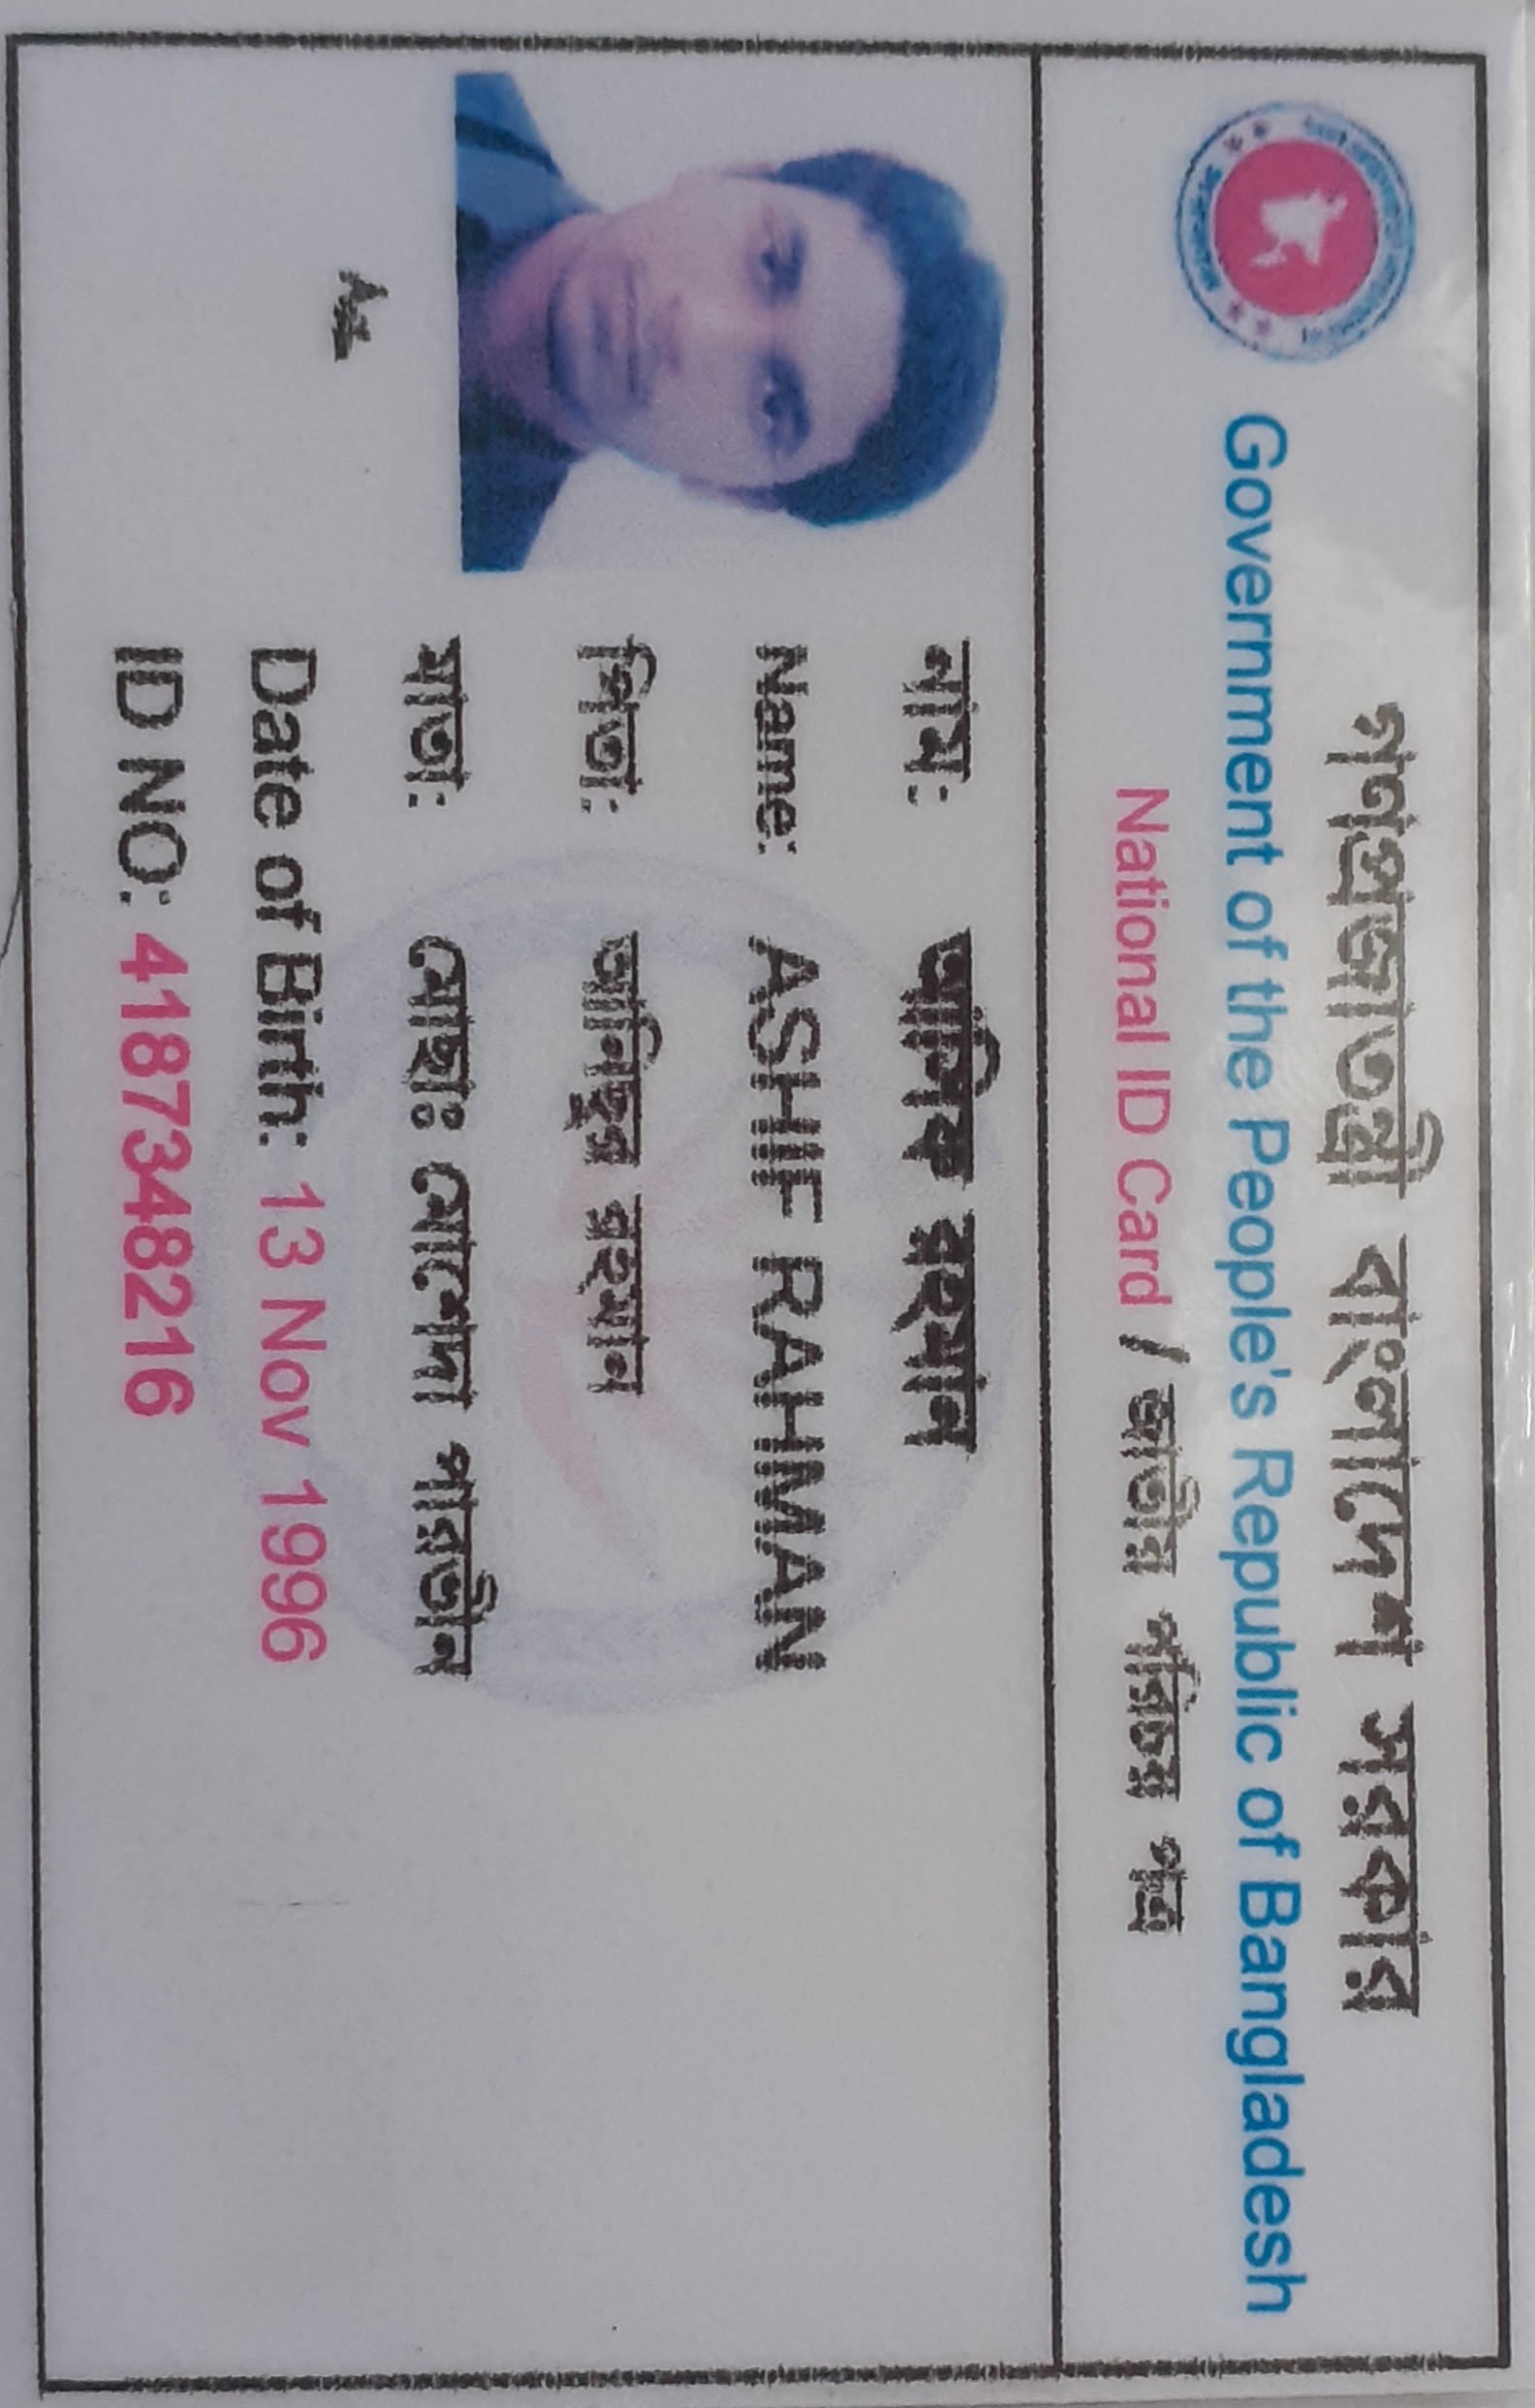 গণপ্রজাতন্ত্রী বাংলাদেশ সরকার
Government of the People's Republic of Bangladesh
National ID Card / জাতীয় পরিচয় পত্র
নাম: আসিফ রহমান
Name: ASHIF RAHMAN
পিতা: আনিছুর রহমান
মাতা: মোছাঃ মোশেদা পারভীন
Date of Birth: 13 Nov 1996
ID NO: 4187348216